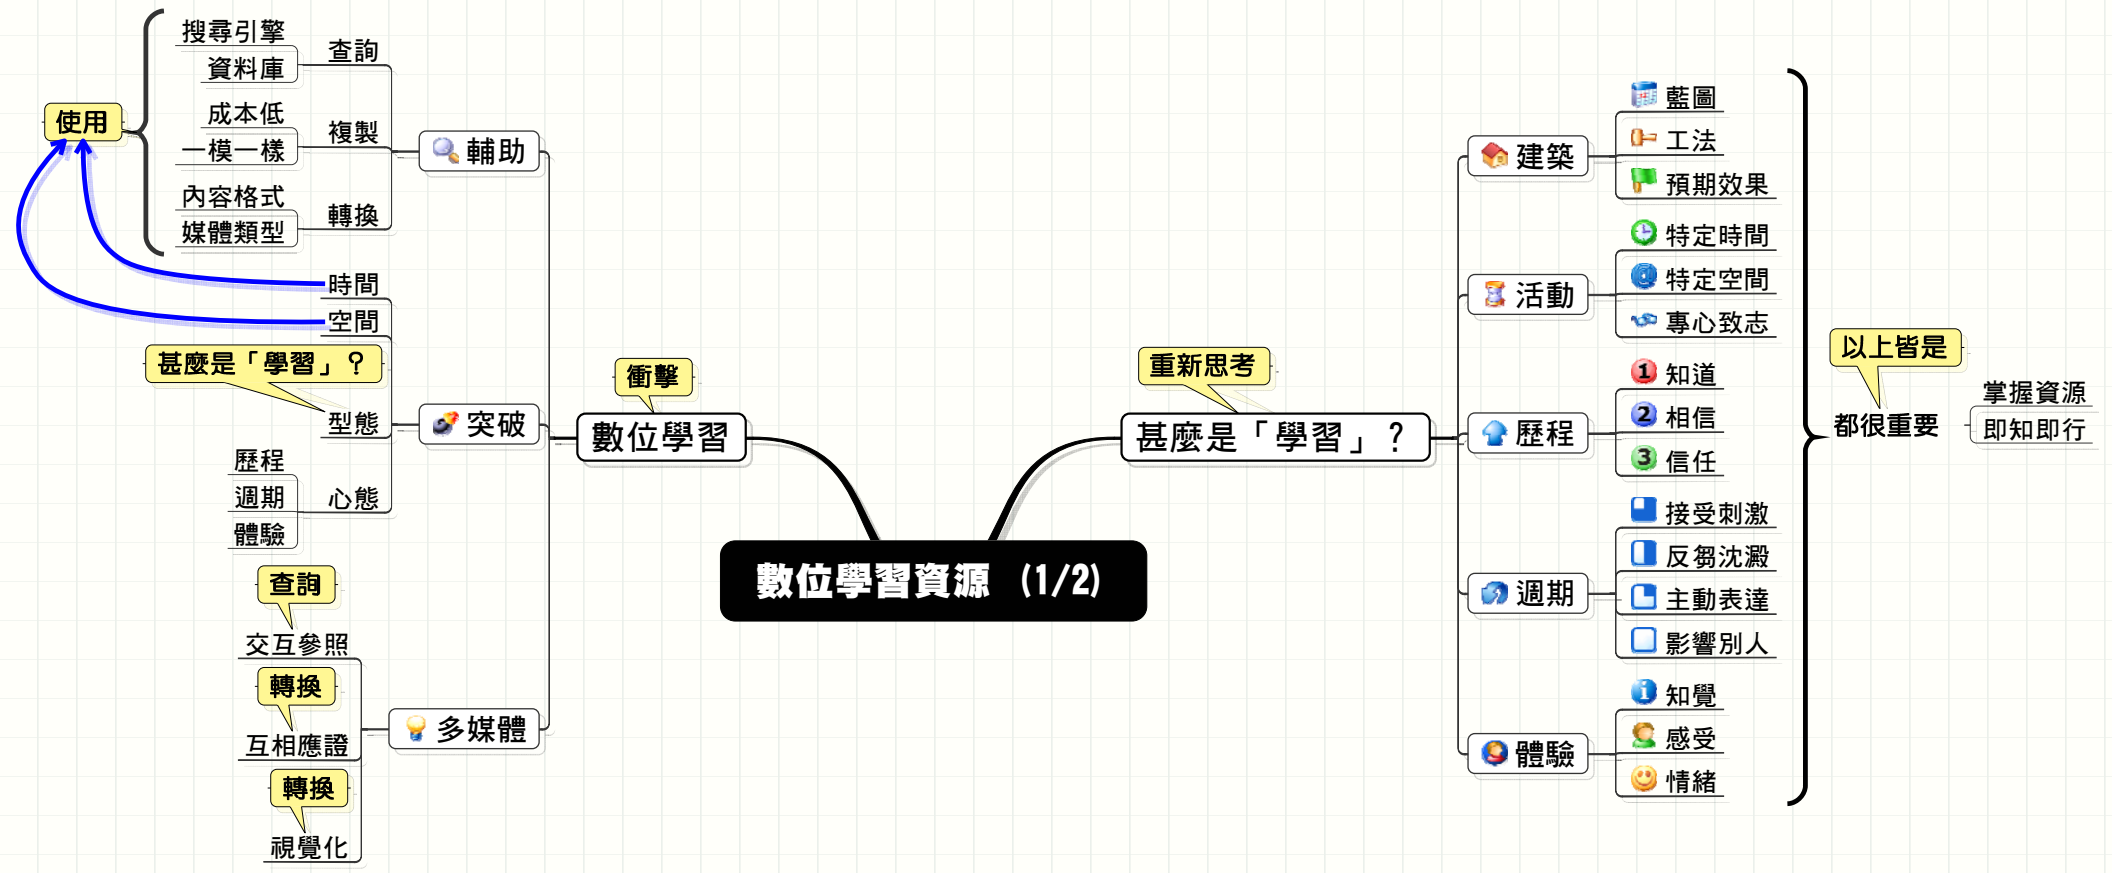 數位學習資源 (1/2)
重新思考
甚麼是「學習」？
建築
藍圖
工法
預期效果
活動
特定時間
特定空間
專心致志
歷程
知道
相信
信任
週期
接受刺激
反芻沈澱
主動表達
影響別人
體驗
知覺
感受
情緒
以上皆是
都很重要
掌握資源
即知即行
衝擊
數位學習
輔助
查詢
搜尋引擎
資料庫
複製
成本低
一模一樣
轉換
內容格式
媒體類型
使用
突破
時間
空間
甚麼是「學習」？
型態
心態
歷程
週期
體驗
多媒體
查詢
交互參照
轉換
互相應證
轉換
視覺化